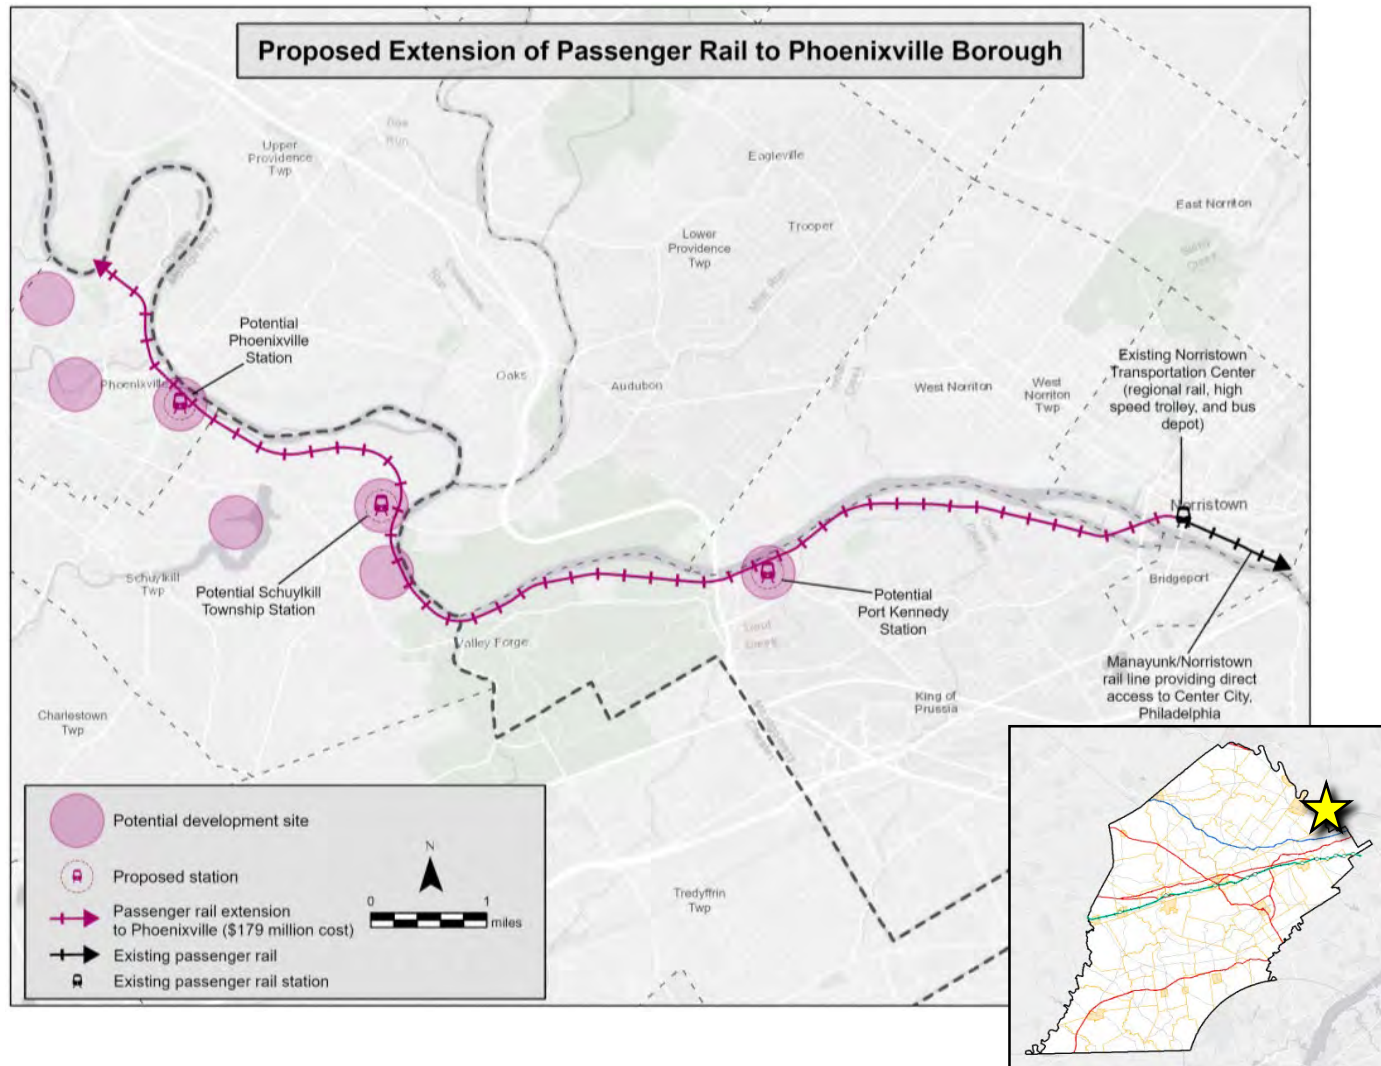 Proposed Extension of Passenger Rail to Phoenixville Borough
Upper
Providence
Twp
Eagleville
East Norriton
Trooper
Lower
Providence
Twp
Mine Run
Potential
Phoenixville
Station
Phoenixville
Oaks
Audubon
West Norriton
West
Norriton
Twp
Existing Norristown
Transportation Center
(regional rail, high
speed trolley, and bus
depot)
Norristown
Bridgeport
Schuylkill
Twp
Potential Schuylkill
Township Station
Potential
Port Kennedy
Station
Valley Forge
Trout
Creek
King of
Prussia
Manayunk/Norristown
rail line providing direct
access to Center City,
Philadelphia
Charlestown
Twp
Tredyffrin
Twp
Potential development site
Proposed station
Passenger rail extension
to Phoenixville ($179 million cost)
Existing passenger rail
Existing passenger rail station
N
0 1
miles